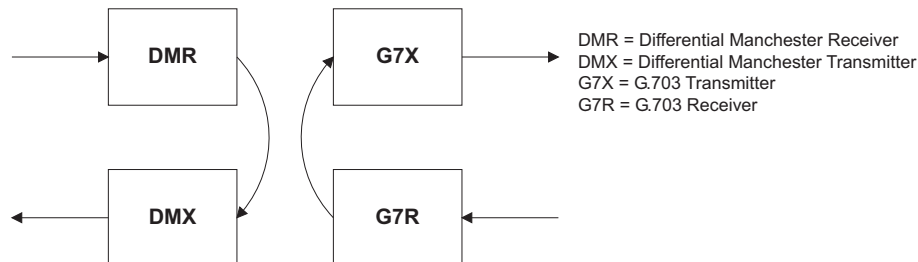 DMR
G7X
DMR = Differential Manchester Receiver
DMX = Differential Manchester Transmitter
G7X = G.703 Transmitter
G7R = G.703 Receiver
DMX
G7R